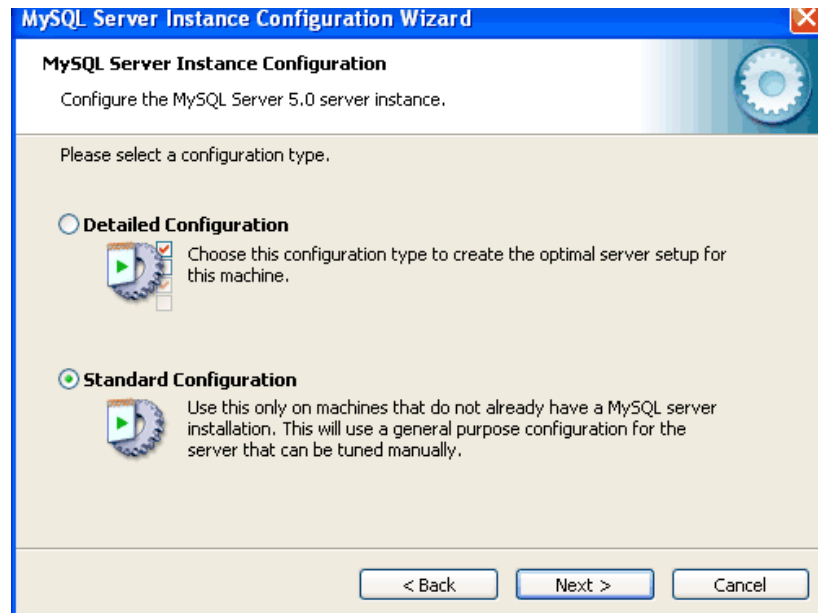 MySQL Server Instance Configuration Wizard
MySQL Server Instance Configuration
Configure the MySQL Server 5.0 server instance.
Please select a configuration type.
Detailed Configuration
Choose this configuration type to create the optimal server setup for
this machine.
Standard Configuration
Use this only on machines that do not already have a MySQL server
installation. This will use a general purpose configuration for the
server that can be tuned manually.
< Back Next > Cancel